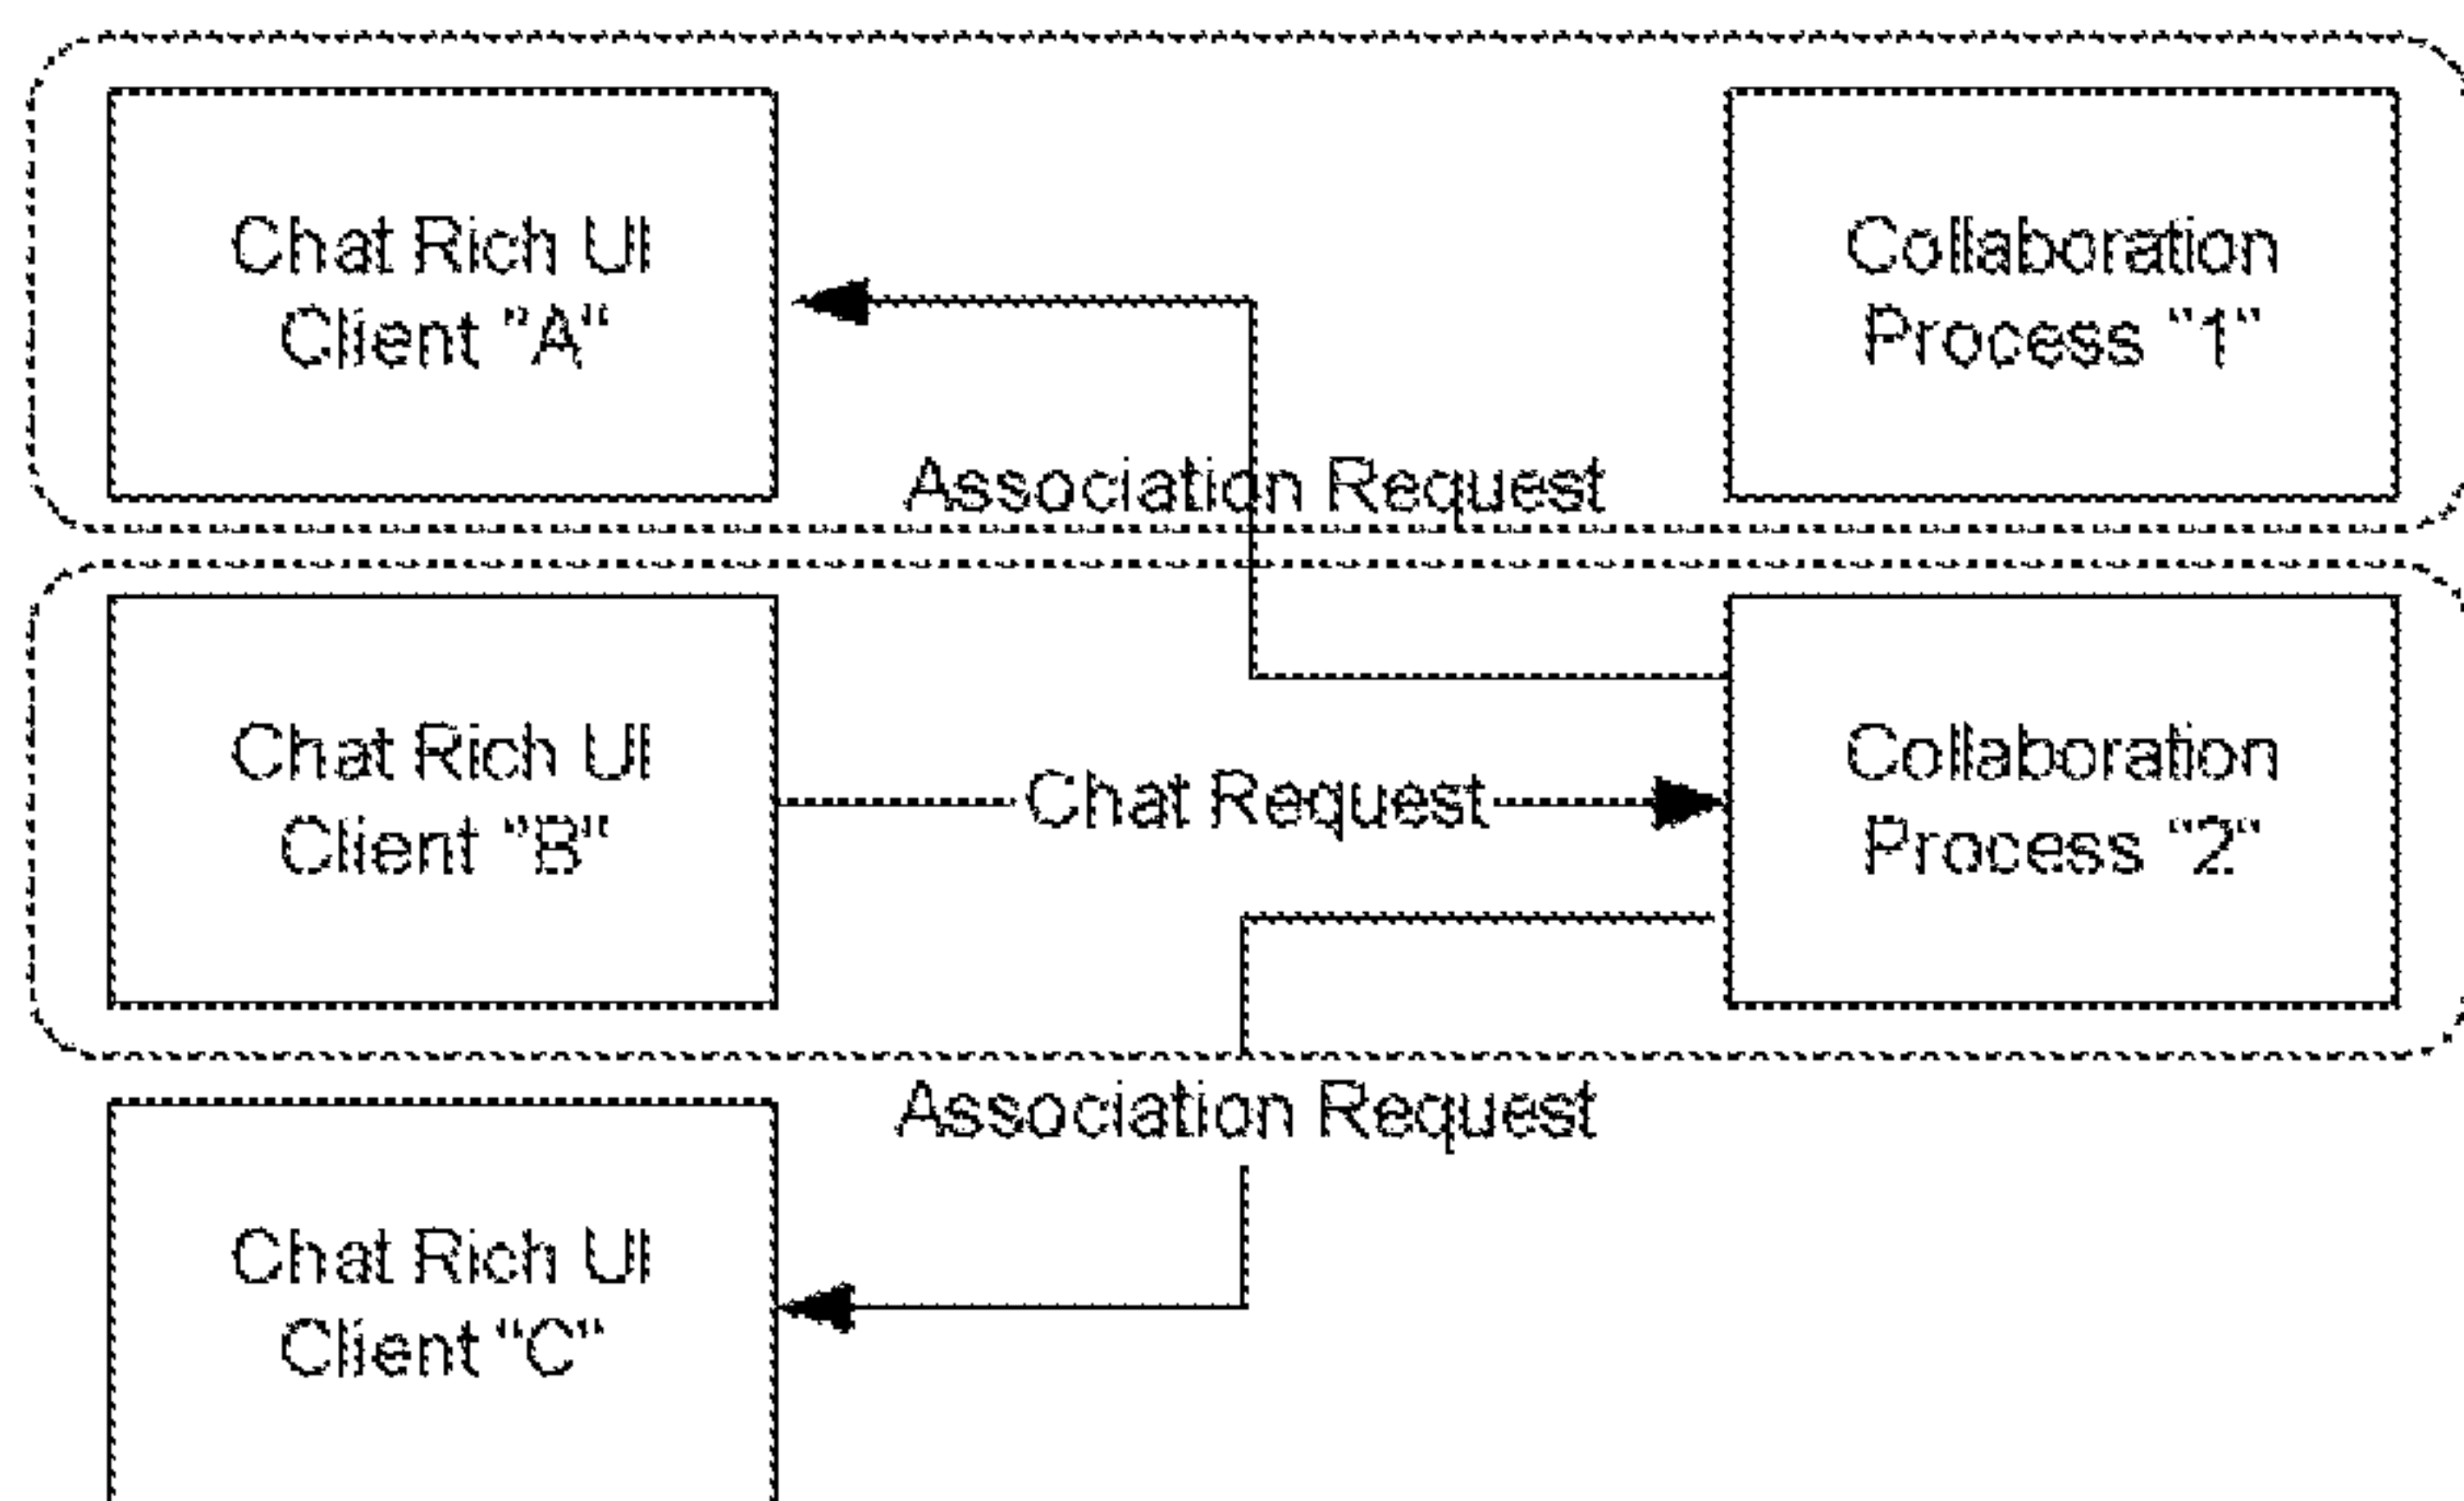 Chat Rich UI
Client "A"
Collaboration
Process "1"
Association Request
Chat Rich UI
Client "B"
Chat Request
Collaboration
Process "2"
Association Request
Chat Rich UI
Client "C"